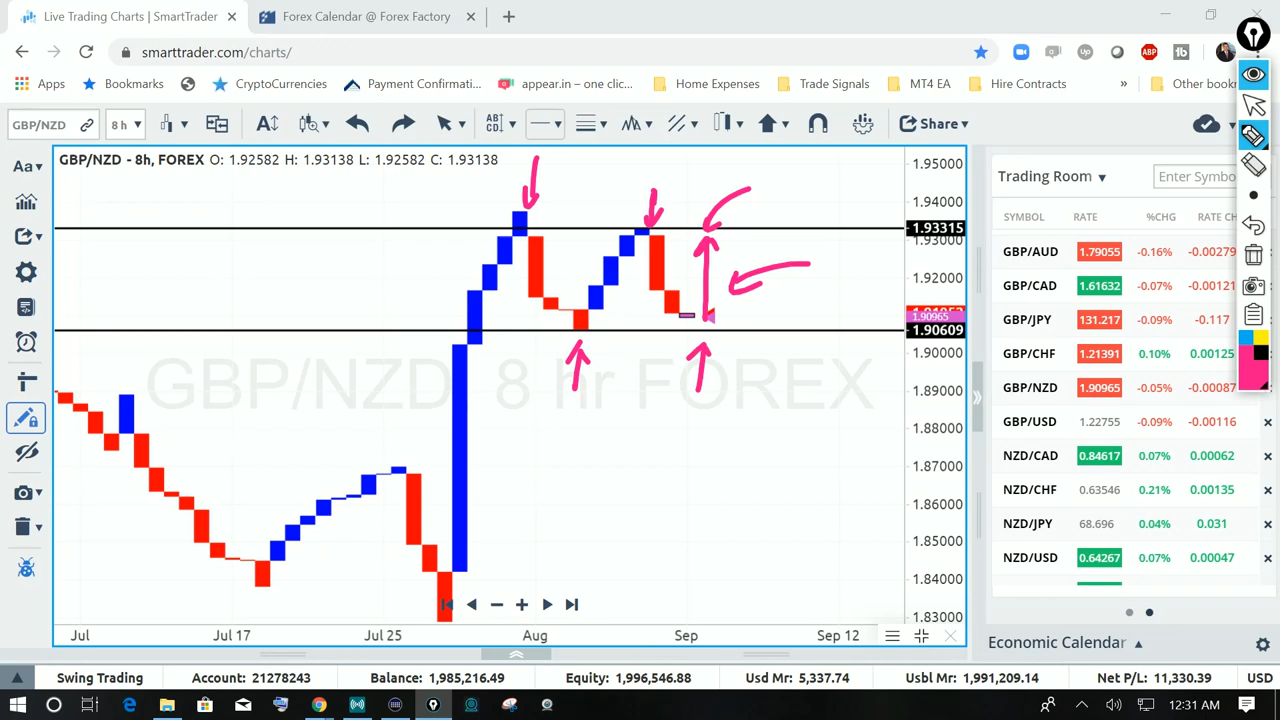 Live Trading Charts | SmartTrader
Forex Calendar @ Forex Factory
smarttrader.com/charts/
ABP
Apps
Bookmarks
CryptoCurrencies
Payment Confirmati...
appear.in – one clic...
Home Expenses
Trade Signals
MT4 EA
Hire Contracts
»
Other book
GBP/NZD
8 h
Share
Aa
GBP/NZD - 8h, FOREX O: 1.92582 H: 1.93138 L: 1.92582 C: 1.93138
GBP/NZD 8 hr FOREX
1.95000
1.94000
1.93315
1.93000
1.92000
1.90965
1.90609
1.90000
1.89000
1.88000
1.87000
1.86000
1.85000
1.84000
1.83000
Jul
Jul 17
Jul 25
Aug
Sep
Sep 12
Trading Room
Enter Symbo
SYMBOL RATE %CHG RATE CH
GBP/AUD 1.79055 -0.16% -0.00279
GBP/CAD 1.61632 -0.07% -0.00121
GBP/JPY 131.217 -0.09% -0.117
GBP/CHF 1.21391 0.10% 0.00125
GBP/NZD 1.90965 -0.05% -0.00087
GBP/USD 1.22755 -0.09% -0.00116
NZD/CAD 0.84617 0.07% 0.00062
NZD/CHF 0.63546 0.21% 0.00135
NZD/JPY 68.696 0.04% 0.031
NZD/USD 0.64267 0.07% 0.00047
Economic Calendar
Swing Trading
Account: 21278243
Balance: 1,985,216.49
Equity: 1,996,546.88
Usd Mr: 5,337.74
Usbl Mr: 1,991,209.14
Net P/L: 11,330.39
USD
12:31 AM